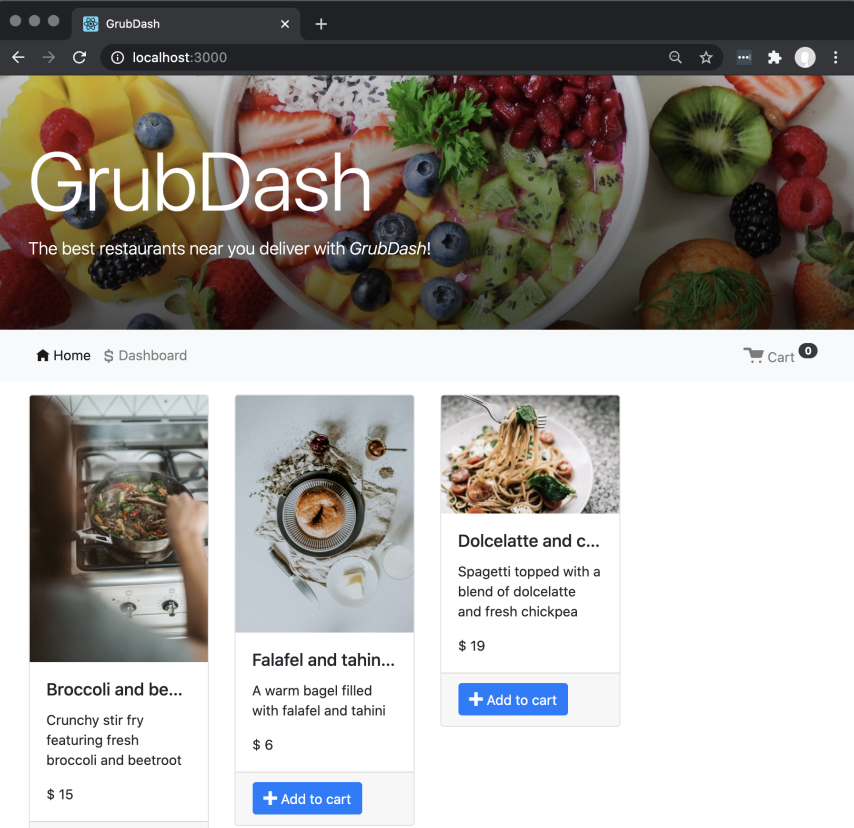 GrubDash
localhost:3000
GrubDash
The best restaurants near you deliver with GrubDash!
Home $ Dashboard
Cart 0
Broccoli and be...
Crunchy stir fry
featuring fresh
broccoli and beetroot
$ 15
Falafel and tahin...
A warm bagel filled
with falafel and tahini
$ 6
Add to cart
Dolcelatte and c...
Spagetti topped with a
blend of dolcelatte
and fresh chickpea
$ 19
Add to cart